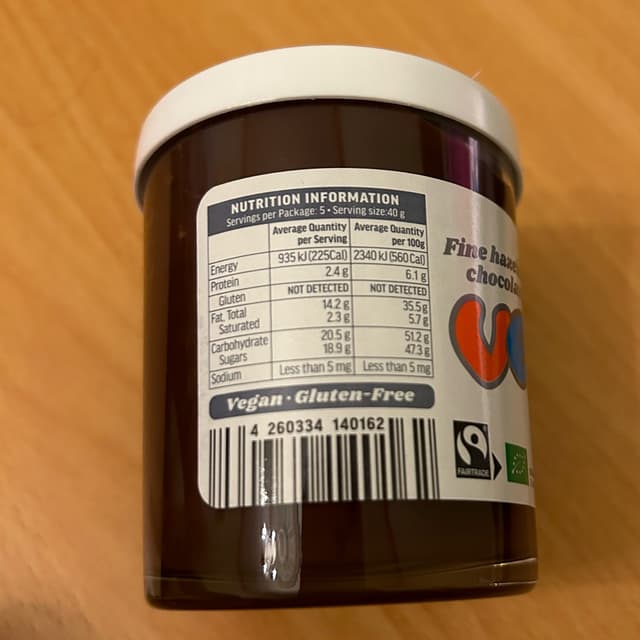 NUTRITION INFORMATION
Servings per Package: 5 • Serving size:40 g
Average Quantity per Serving Average Quantity per 100g
Energy 935 kJ (225Cal) 2340 kJ (560 Cal)
Protein 2.4 g 6.1 g
Gluten NOT DETECTED NOT DETECTED
Fat, Total 14.2 g 35.5 g
Saturated 2.3 g 5.7 g
Carbohydrate 20.5 g 51.2 g
Sugars 18.9 g 47.3 g
Sodium Less than 5 mg Less than 5 mg
Vegan · Gluten-Free
4 260334 140162
Fine
FAIRTRADE